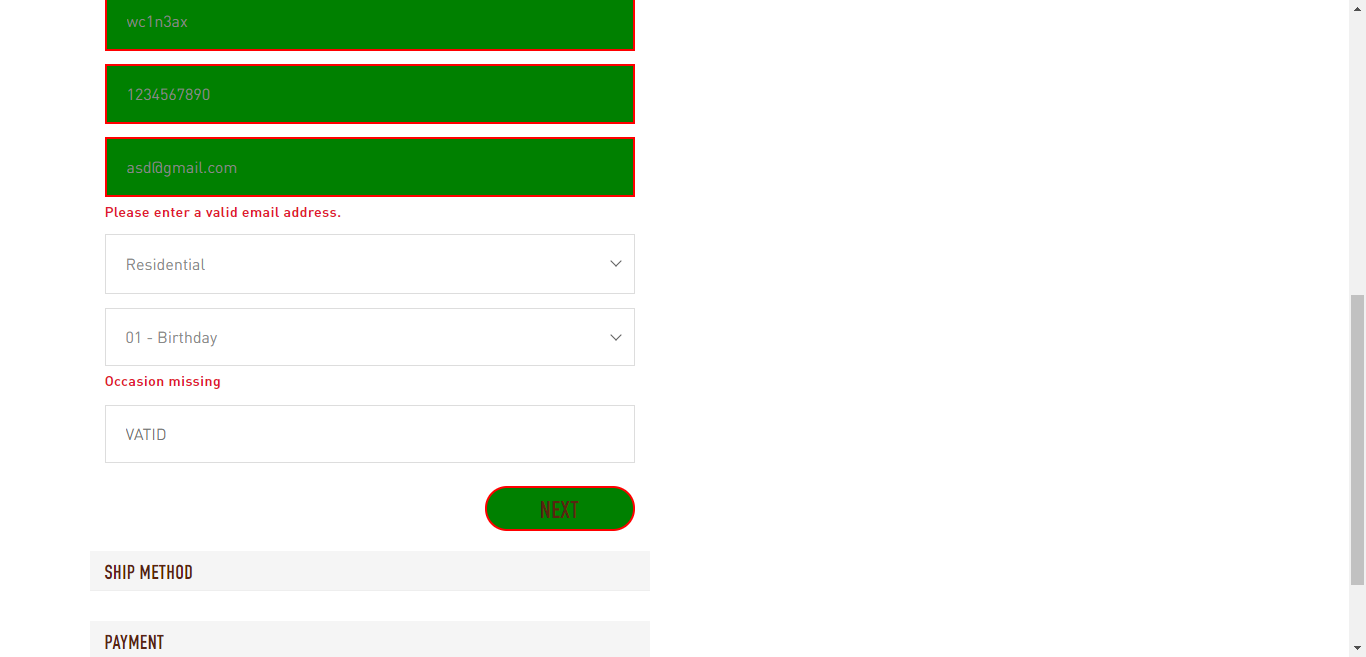 wc1n3ax
1234567890
asd@gmail.com
Please enter a valid email address.
Residential
01 - Birthday
Occasion missing
VATID
NEXT
SHIP METHOD
PAYMENT